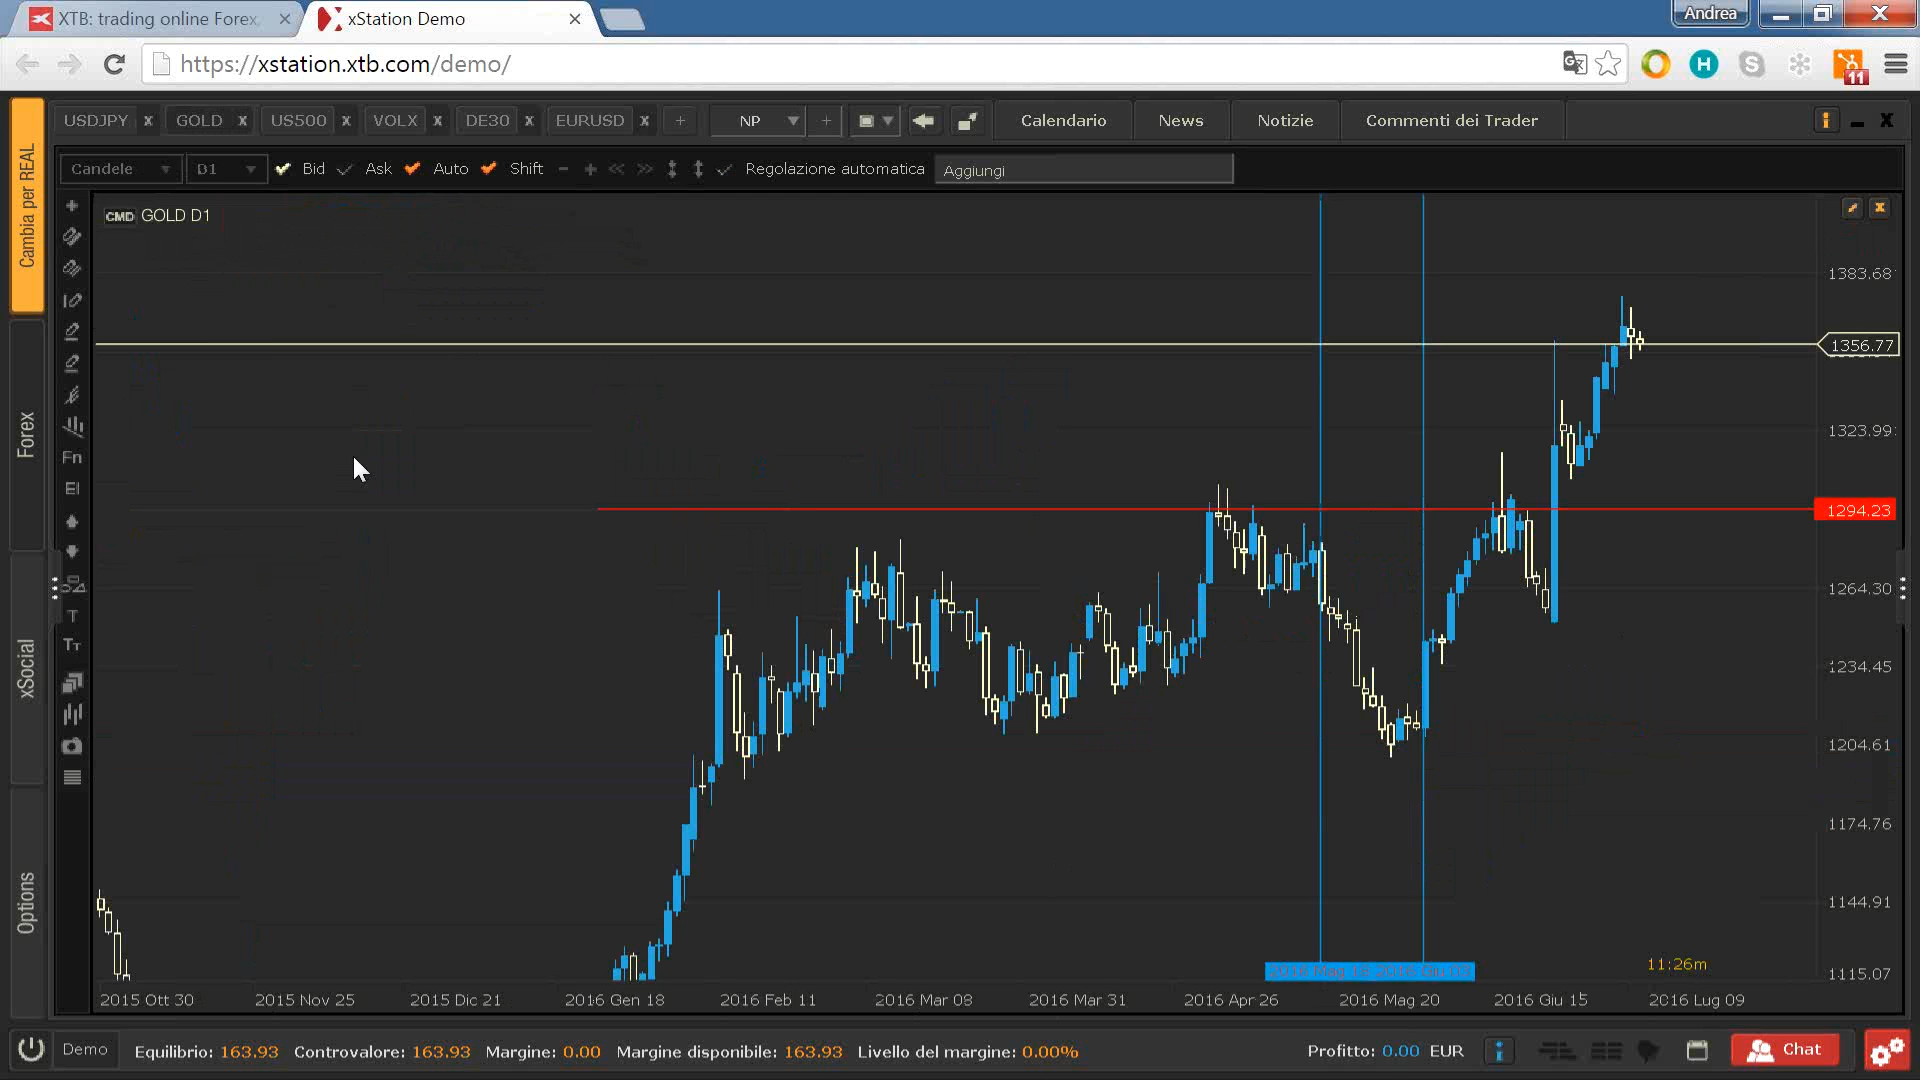 XTB: trading online Forex,
xStation Demo
Andrea
https://xstation.xtb.com/demo/
H
S
11
USDJPY x GOLD x US500 x VOLX x DE30 x EURUSD x + NP + Calendario News Notizie Commenti dei Trader
Candele D1 Bid Ask Auto Shift Regolazione automatica Aggiungi
Cambia per REAL
Forex
xSocial
Options
Fn
EI
T
TT
CMD GOLD D1
1383.68
1356.77
1323.99
1294.23
1264.30
1234.45
1204.61
1174.76
1144.91
1115.07
11:26m
2015 Ott 30 2015 Nov 25 2015 Dic 21 2016 Gen 18 2016 Feb 11 2016 Mar 08 2016 Mar 31 2016 Apr 26 2016 Mag 20 2016 Giu 15 2016 Lug 09
Demo Equilibrio: 163.93 Controvalore: 163.93 Margine: 0.00 Margine disponibile: 163.93 Livello del margine: 0.00% Profitto: 0.00 EUR i Chat